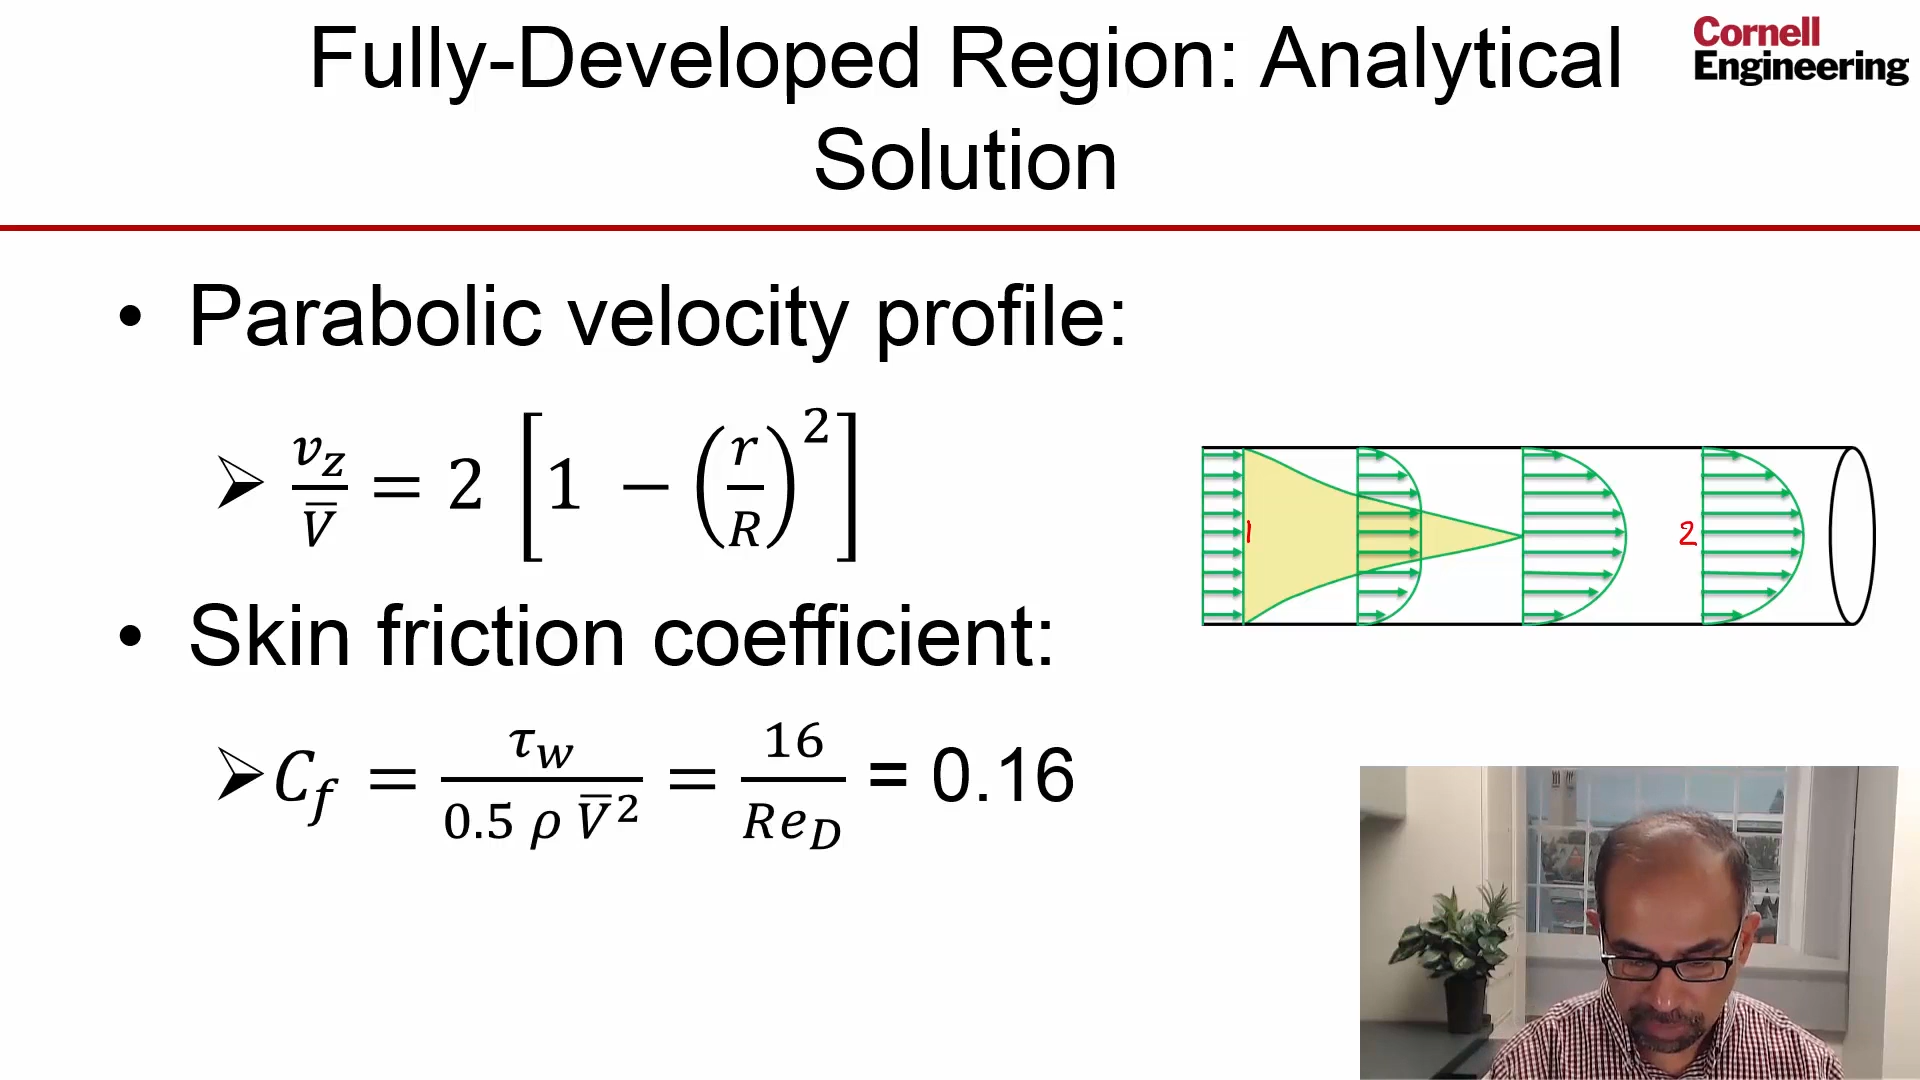 Fully-Developed Region: Analytical
Solution
Cornell
Engineering
• Parabolic velocity profile:
➢ v_z / V̄ = 2 [1 − (r/R)²]
• Skin friction coefficient:
➢ C_f = τ_w / (0.5 ρ V̄²) = 16 / Re_D = 0.16
1
2